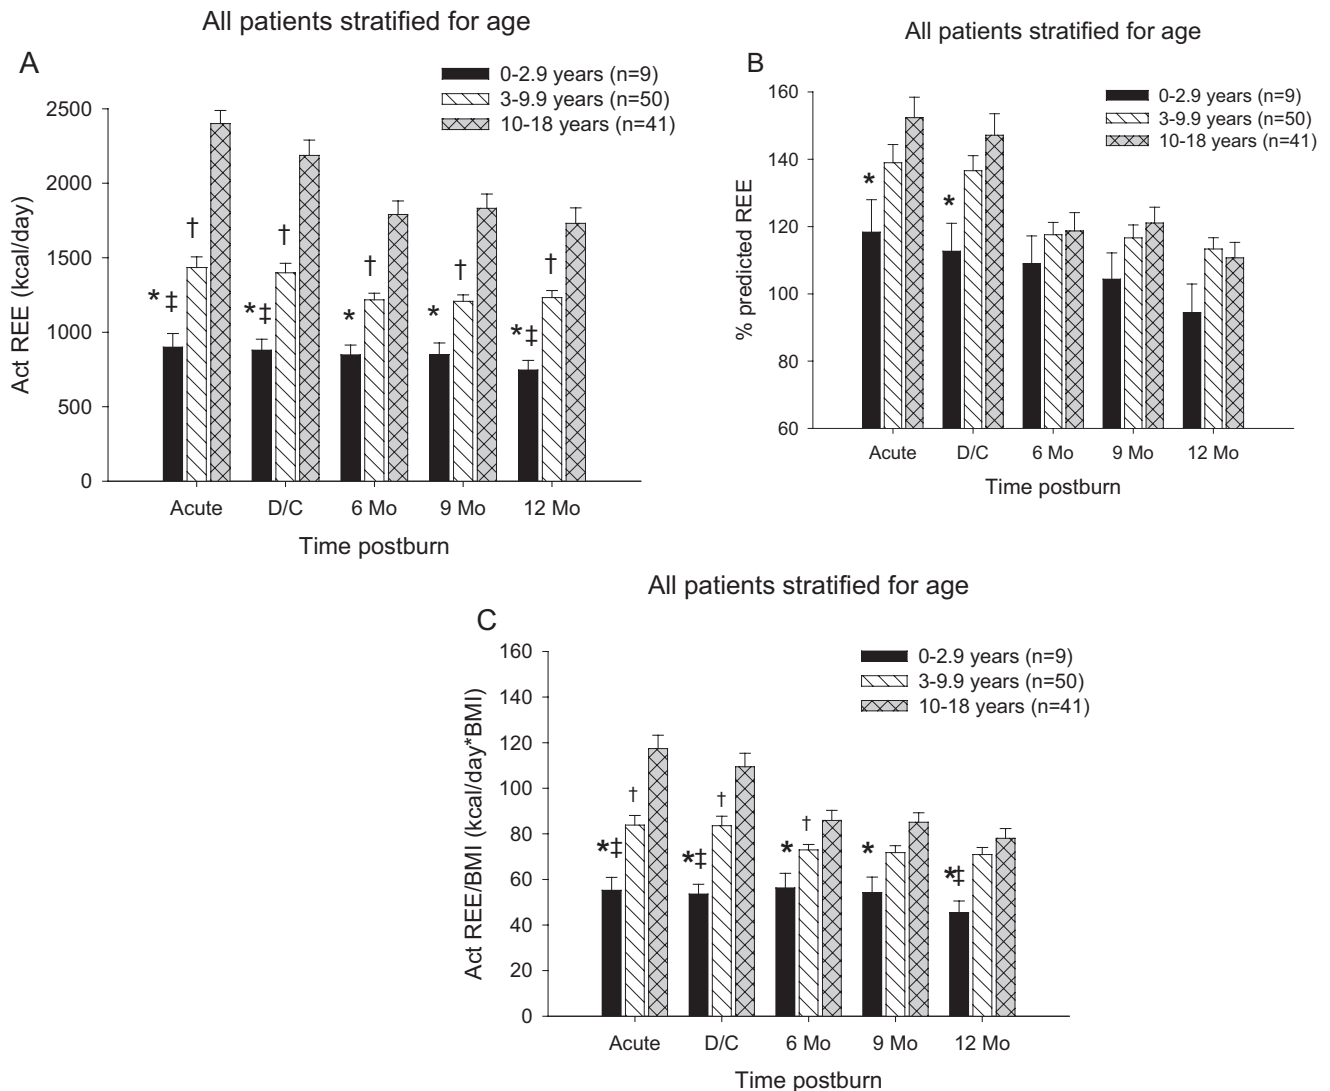 All patients stratified for age
A
0-2.9 years (n=9)
3-9.9 years (n=50)
10-18 years (n=41)
Act REE (kcal/day)
2500
2000
1500
1000
500
0
*‡
†
*‡
†
*
†
*
†
*‡
†
Acute D/C 6 Mo 9 Mo 12 Mo
Time postburn
All patients stratified for age
B
0-2.9 years (n=9)
3-9.9 years (n=50)
10-18 years (n=41)
% predicted REE
160
140
120
100
80
60
*
*
Acute D/C 6 Mo 9 Mo 12 Mo
Time postburn
All patients stratified for age
C
0-2.9 years (n=9)
3-9.9 years (n=50)
10-18 years (n=41)
Act REE/BMI (kcal/day*BMI)
160
140
120
100
80
60
40
20
0
*‡
†
*‡
†
*
†
*
*‡
Acute D/C 6 Mo 9 Mo 12 Mo
Time postburn